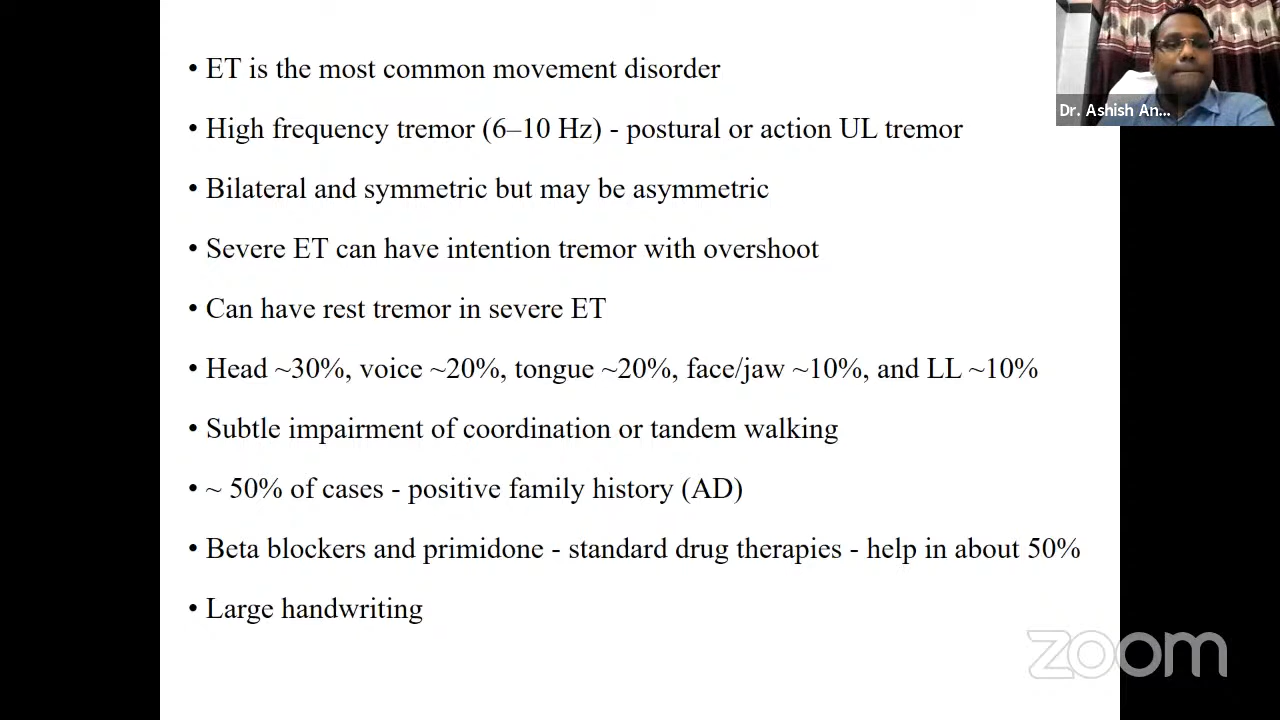 • ET is the most common movement disorder
• High frequency tremor (6–10 Hz) - postural or action UL tremor
• Bilateral and symmetric but may be asymmetric
• Severe ET can have intention tremor with overshoot
• Can have rest tremor in severe ET
• Head ~30%, voice ~20%, tongue ~20%, face/jaw ~10%, and LL ~10%
• Subtle impairment of coordination or tandem walking
• ~ 50% of cases - positive family history (AD)
• Beta blockers and primidone - standard drug therapies - help in about 50%
• Large handwriting
Dr. Ashish An...
zoom